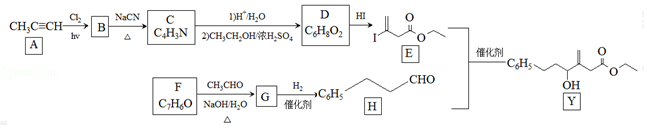 CH₃C≡CH Cl₂ hν B NaCN △ C C₄H₃N 1)H⁺/H₂O 2)CH₃CH₂OH/浓H₂SO₄ D C₆H₈O₂ HI I O O E
A
催化剂 C₆H₅ OH O O Y
F C₇H₆O CH₃CHO NaOH/H₂O △ G H₂ 催化剂 C₆H₅ CHO H